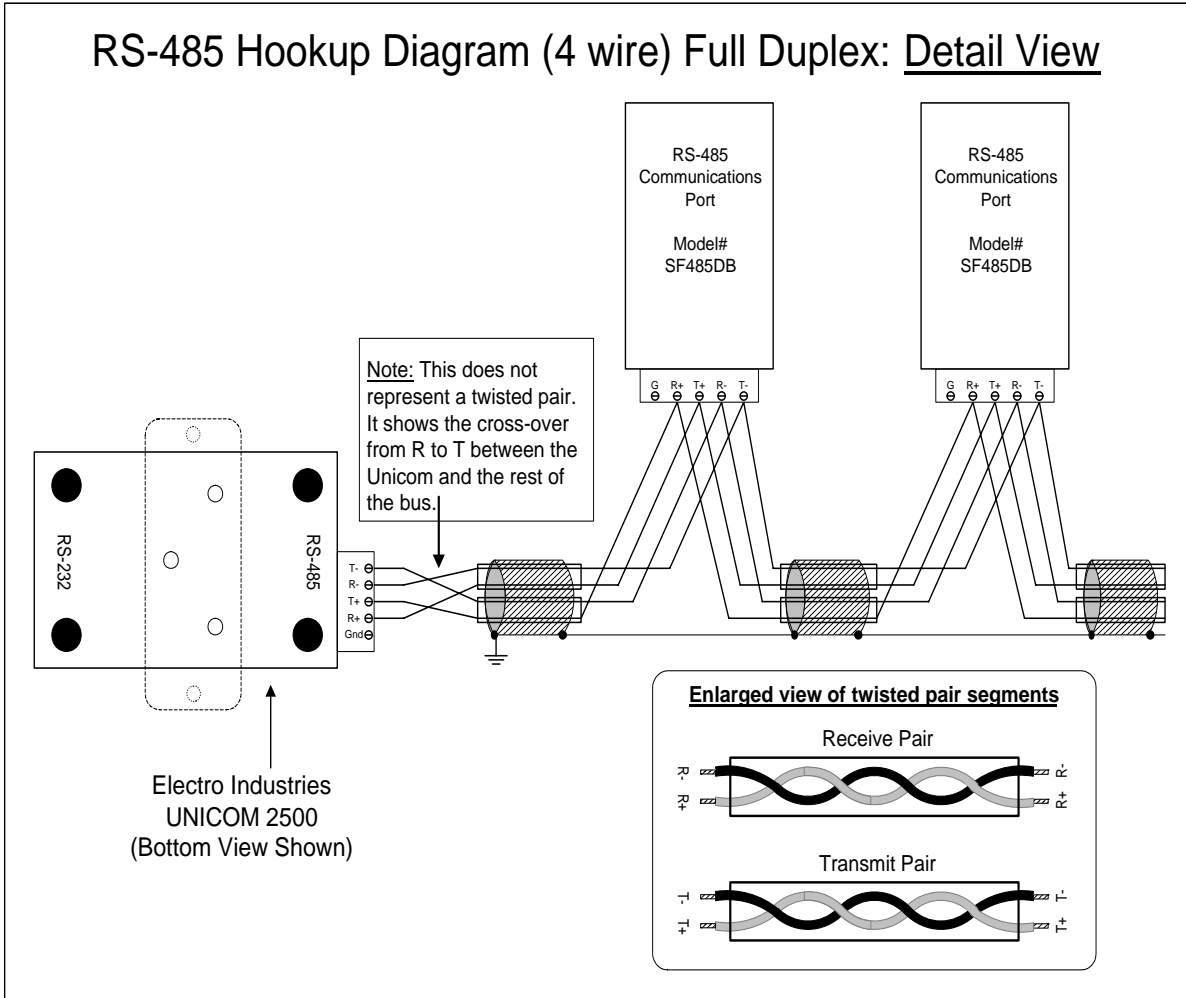 RS-485 Hookup Diagram (4 wire) Full Duplex: Detail View
RS-485
Communications
Port
Model#
SF485DB
RS-485
Communications
Port
Model#
SF485DB
G R+ T+ R- T-
G R+ T+ R- T-
Note: This does not
represent a twisted pair.
It shows the cross-over
from R to T between the
Unicom and the rest of
the bus.
RS-232
RS-485
T-
R-
T+
R+
Gnd
Electro Industries
UNICOM 2500
(Bottom View Shown)
Enlarged view of twisted pair segments
Receive Pair
R- R-
R+ R+
Transmit Pair
T- T-
T+ T+